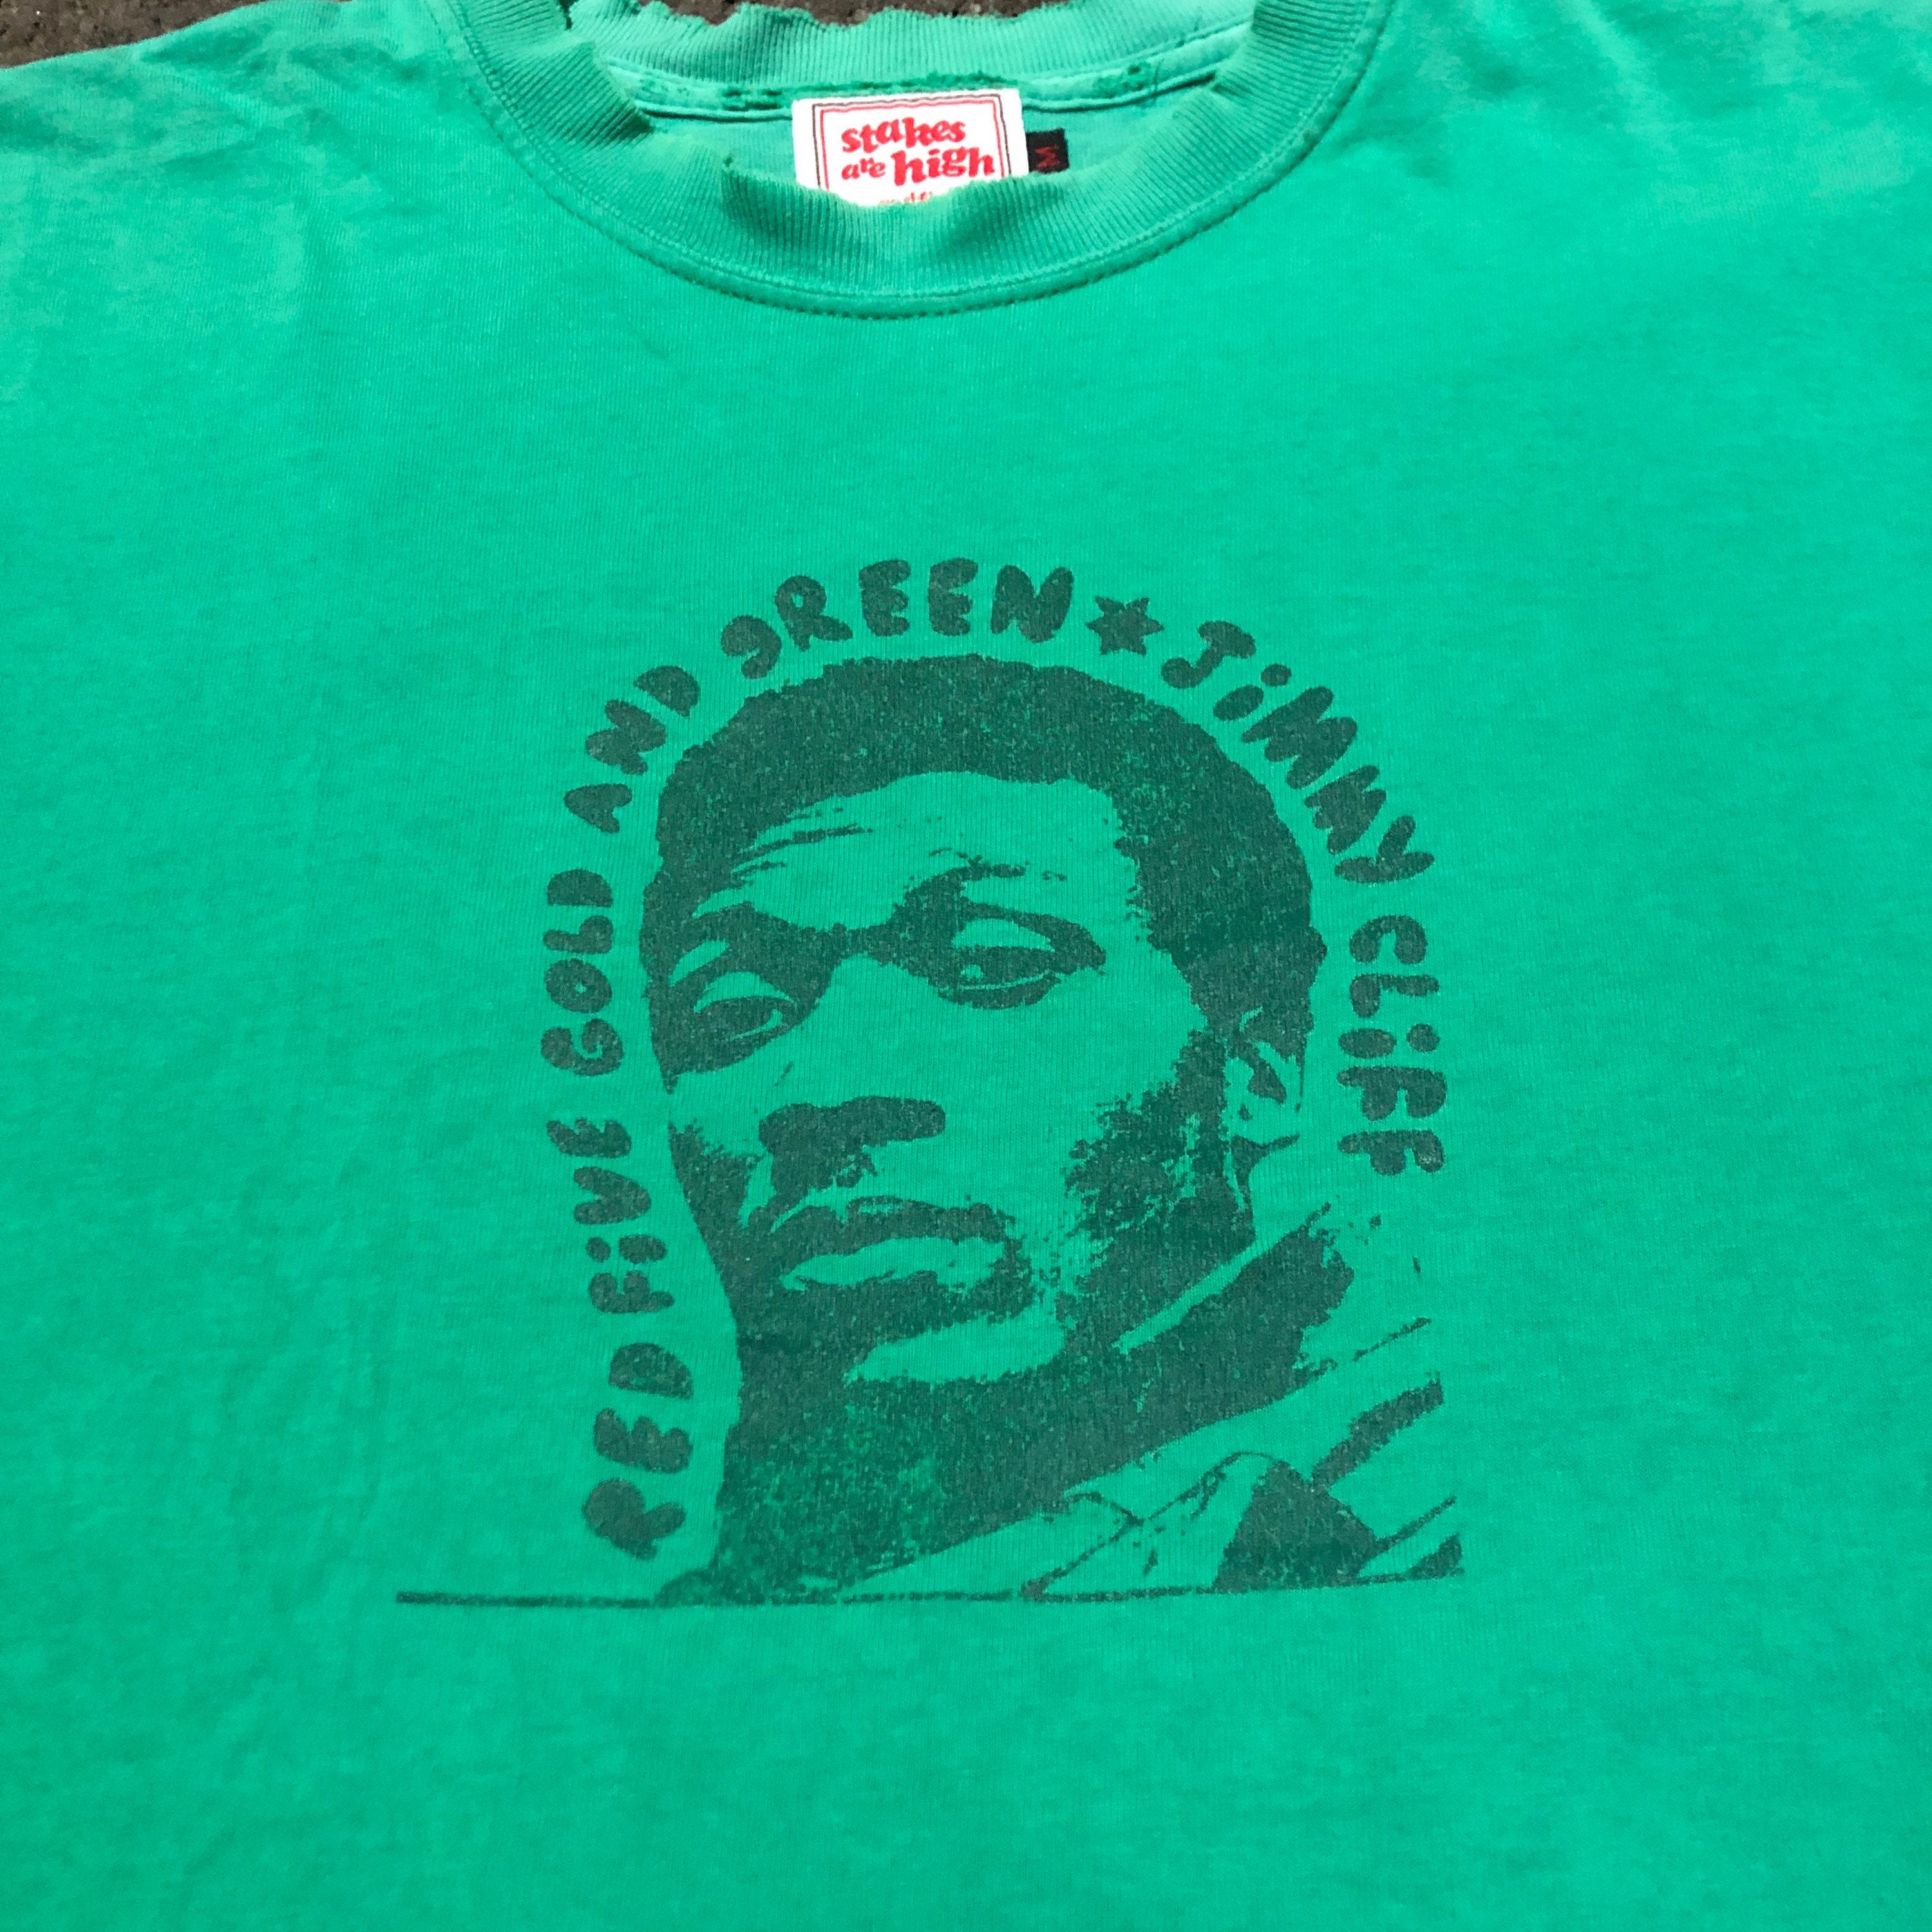 stakes
are high
M
RED FiVE GOLD AND gREEN★JiMMY CLiFF